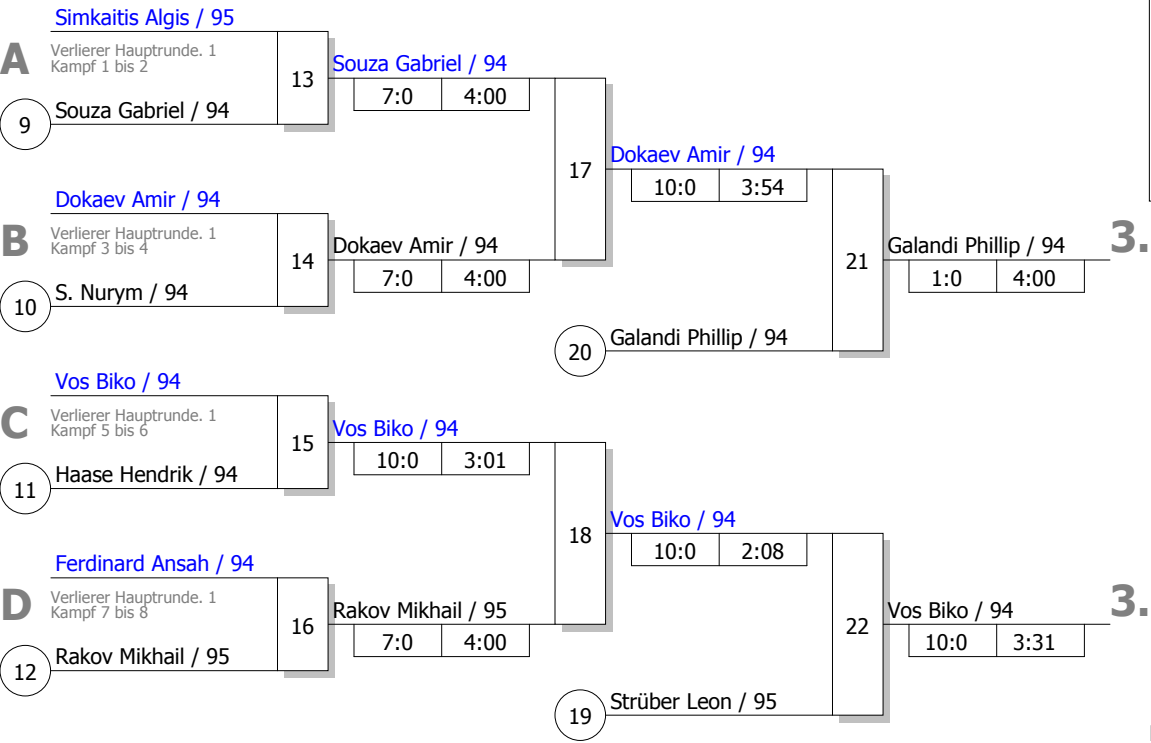 Simkaitis Algis / 95
A
Verlierer Hauptrunde. 1
Kampf 1 bis 2
13
Souza Gabriel / 94
7:0 4:00
9
Souza Gabriel / 94
17
Dokaev Amir / 94
10:0 3:54
Dokaev Amir / 94
B
Verlierer Hauptrunde. 1
Kampf 3 bis 4
14
Dokaev Amir / 94
7:0 4:00
10
S. Nurym / 94
21
Galandi Phillip / 94
1:0 4:00
3.
20
Galandi Phillip / 94
Vos Biko / 94
C
Verlierer Hauptrunde. 1
Kampf 5 bis 6
15
Vos Biko / 94
10:0 3:01
11
Haase Hendrik / 94
18
Vos Biko / 94
10:0 2:08
Ferdinard Ansah / 94
D
Verlierer Hauptrunde. 1
Kampf 7 bis 8
16
Rakov Mikhail / 95
7:0 4:00
12
Rakov Mikhail / 95
22
Vos Biko / 94
10:0 3:31
3.
19
Strüber Leon / 95